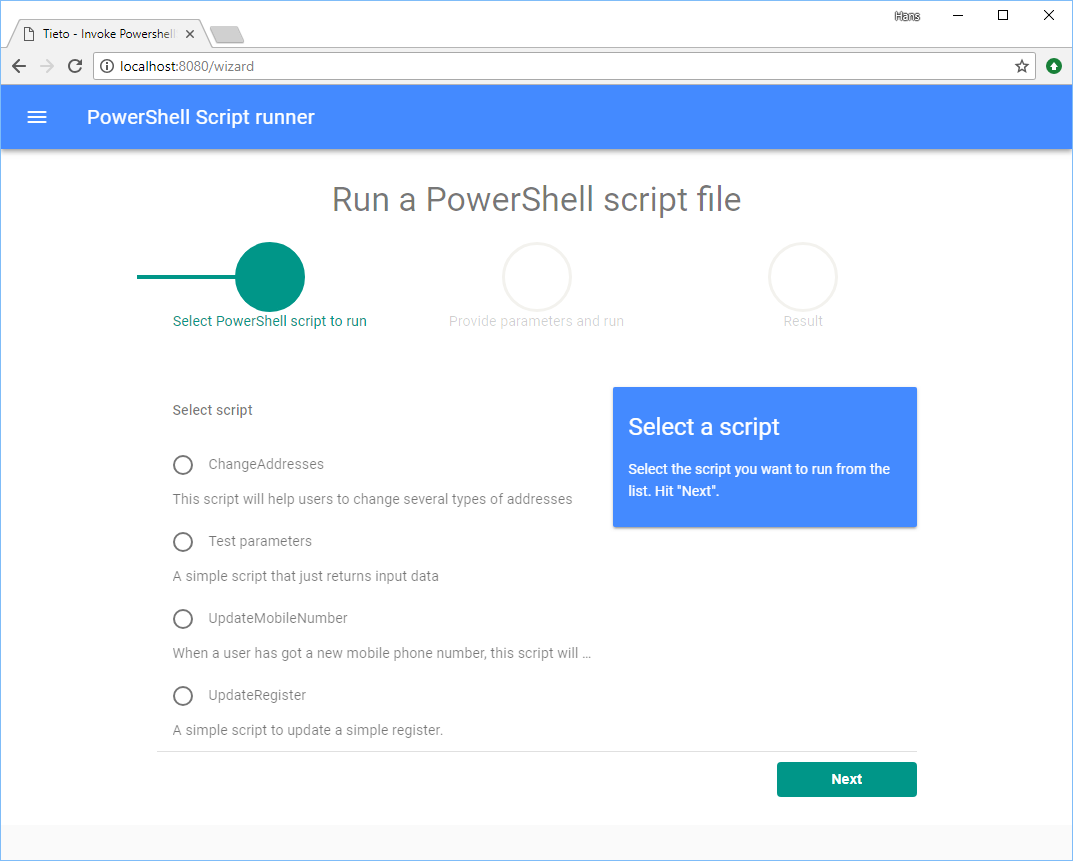 Hans
Tieto - Invoke Powershell
localhost:8080/wizard
PowerShell Script runner
Run a PowerShell script file
Select PowerShell script to run
Provide parameters and run
Result
Select script
Select a script
Select the script you want to run from the
list. Hit "Next".
ChangeAddresses
This script will help users to change several types of addresses
Test parameters
A simple script that just returns input data
UpdateMobileNumber
When a user has got a new mobile phone number, this script will ...
UpdateRegister
A simple script to update a simple register.
Next